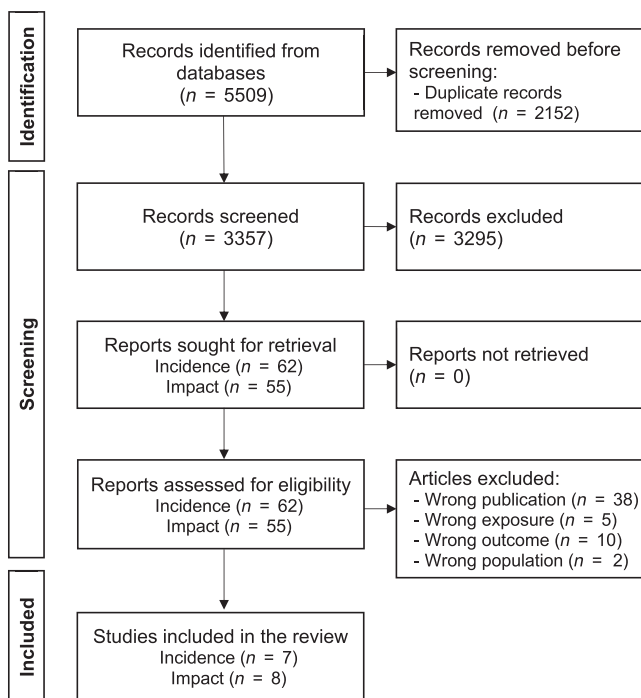 Identification
Records identified from
databases
(n = 5509)
Records removed before
screening:
- Duplicate records
removed (n = 2152)
Screening
Records screened
(n = 3357)
Records excluded
(n = 3295)
Reports sought for retrieval
Incidence (n = 62)
Impact (n = 55)
Reports not retrieved
(n = 0)
Reports assessed for eligibility
Incidence (n = 62)
Impact (n = 55)
Articles excluded:
- Wrong publication (n = 38)
- Wrong exposure (n = 5)
- Wrong outcome (n = 10)
- Wrong population (n = 2)
Included
Studies included in the review
Incidence (n = 7)
Impact (n = 8)